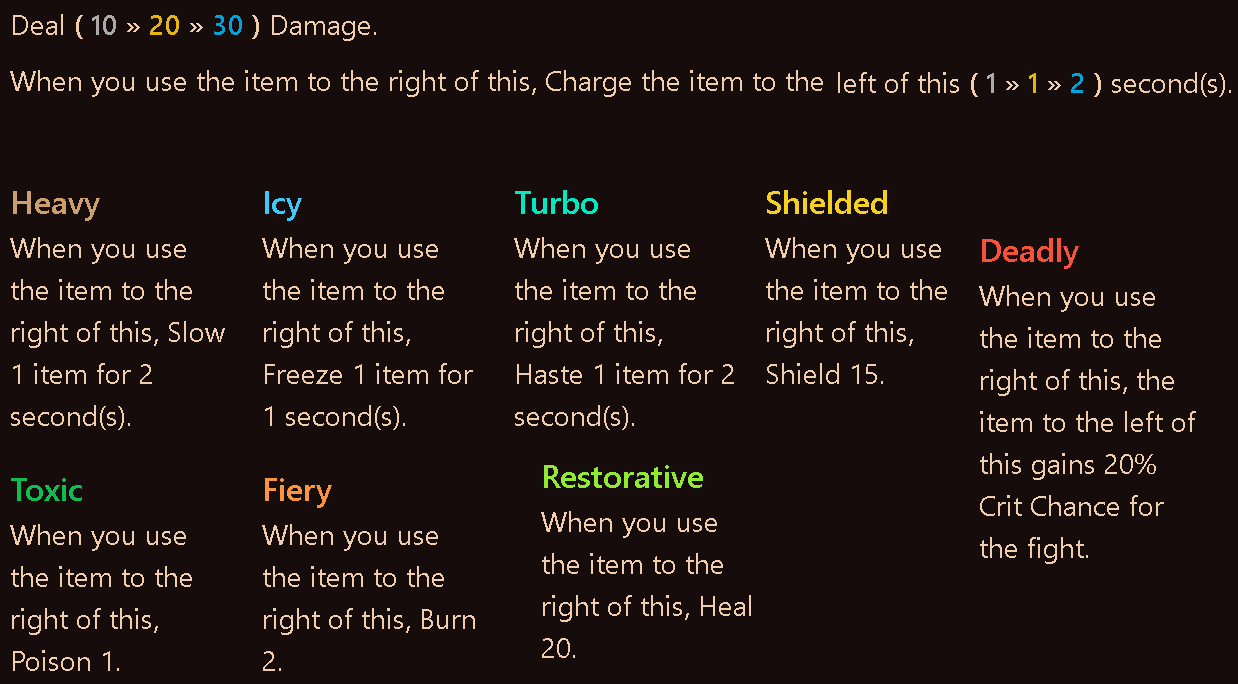 Deal ( 10 » 20 » 30 ) Damage.
When you use the item to the right of this, Charge the item to the left of this ( 1 » 1 » 2 ) second(s).
Heavy
When you use
the item to the
right of this, Slow
1 item for 2
second(s).
Icy
When you use
the item to the
right of this,
Freeze 1 item for
1 second(s).
Turbo
When you use
the item to the
right of this,
Haste 1 item for 2
second(s).
Shielded
When you use
the item to the
right of this,
Shield 15.
Deadly
When you use
the item to the
right of this, the
item to the left of
this gains 20%
Crit Chance for
the fight.
Toxic
When you use
the item to the
right of this,
Poison 1.
Fiery
When you use
the item to the
right of this, Burn
2.
Restorative
When you use
the item to the
right of this, Heal
20.